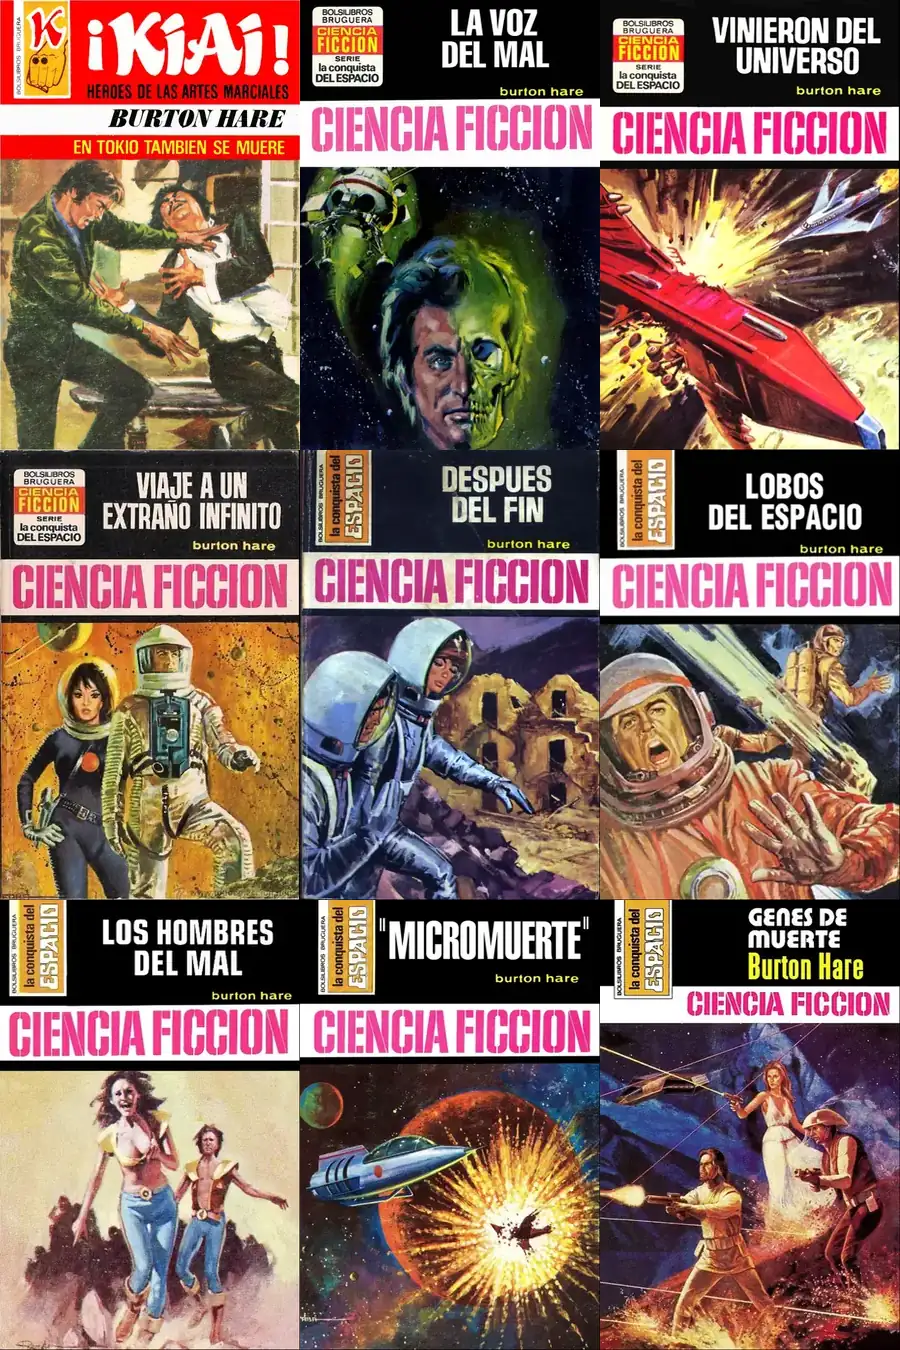 BOLSILIBROS BRUGUERA
K
¡KIAI!
HEROES DE LAS ARTES MARCIALES
BURTON HARE
EN TOKIO TAMBIEN SE MUERE
BOLSILIBROS
BRUGUERA
CIENCIA
FICCION
SERIE
la conquista
DEL ESPACIO
LA VOZ
DEL MAL
burton hare
CIENCIA FICCION
BOLSILIBROS
BRUGUERA
CIENCIA
FICCION
SERIE
la conquista
DEL ESPACIO
VINIERON DEL
UNIVERSO
burton hare
CIENCIA FICCION
BOLSILIBROS
BRUGUERA
CIENCIA
FICCION
SERIE
la conquista
DEL ESPACIO
VIAJE A UN
EXTRAÑO INFINITO
burton hare
CIENCIA FICCION
BOLSILIBROS BRUGUERA
la conquista del
ESPACIO
DESPUES
DEL FIN
burton hare
CIENCIA FICCION
BOLSILIBROS BRUGUERA
la conquista del
ESPACIO
LOBOS
DEL ESPACIO
burton hare
CIENCIA FICCION
BOLSILIBROS BRUGUERA
la conquista del
ESPACIO
LOS HOMBRES
DEL MAL
burton hare
CIENCIA FICCION
BOLSILIBROS BRUGUERA
la conquista del
ESPACIO
"MICROMUERTE"
burton hare
CIENCIA FICCION
BOLSILIBROS BRUGUERA
la conquista del
ESPACIO
GENES DE
MUERTE
Burton Hare
CIENCIA FICCION